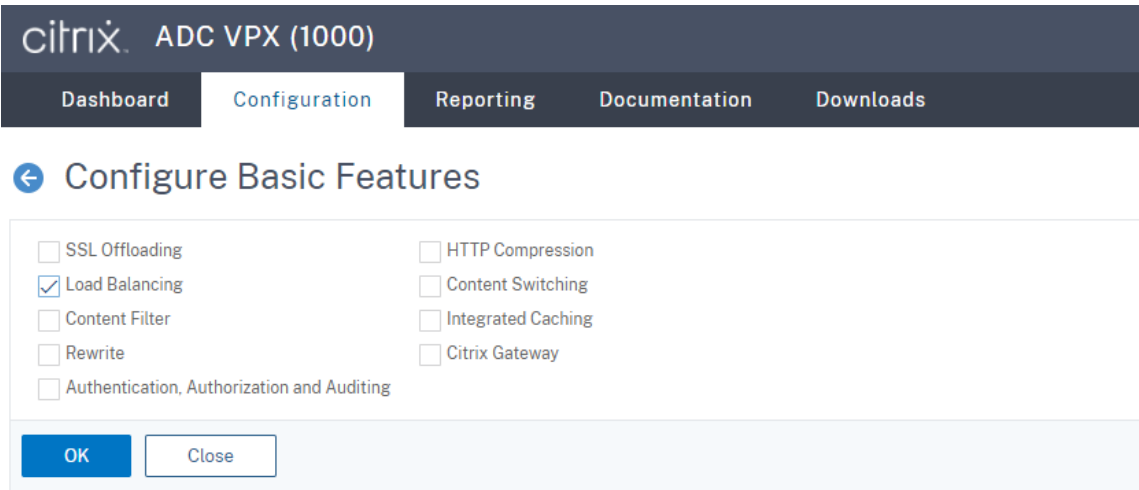 citrix. ADC VPX (1000)
Dashboard Configuration Reporting Documentation Downloads
Configure Basic Features
SSL Offloading HTTP Compression
Load Balancing Content Switching
Content Filter Integrated Caching
Rewrite Citrix Gateway
Authentication, Authorization and Auditing
OK Close